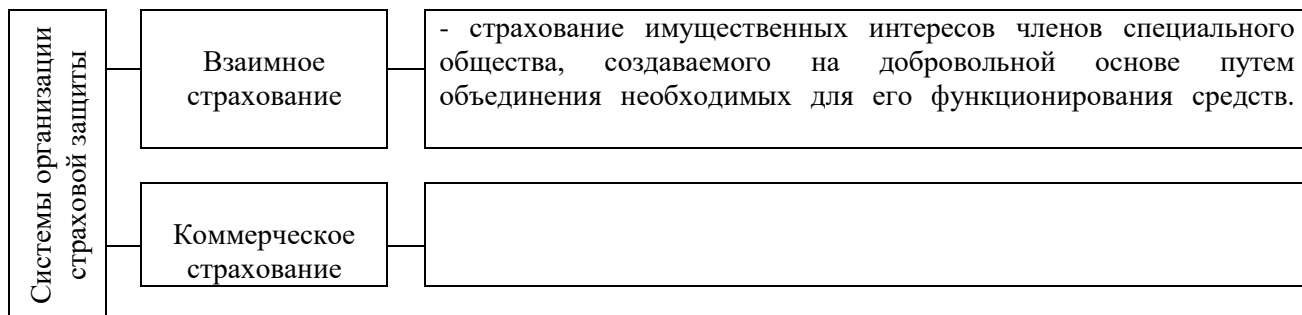 Системы организации
страховой защиты
Взаимное
страхование
- страхование имущественных интересов членов специального
общества, создаваемого на добровольной основе путем
объединения необходимых для его функционирования средств.
Коммерческое
страхование